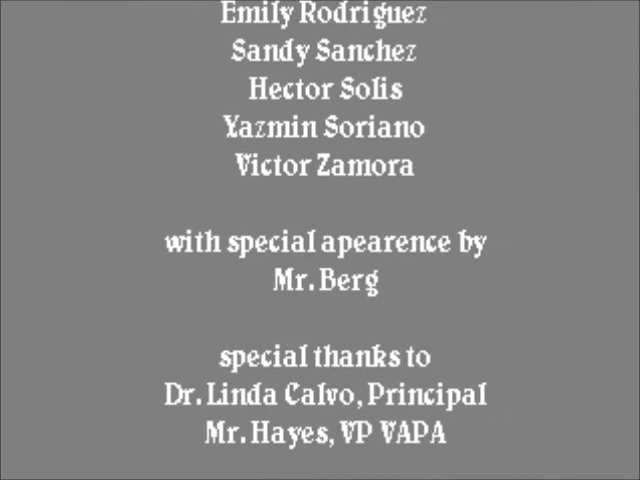 Emily Rodriguez
Sandy Sanchez
Hector Solis
Yazmin Soriano
Victor Zamora
with special apearence by
Mr. Berg
special thanks to
Dr. Linda Calvo, Principal
Mr. Hayes, VP VAPA